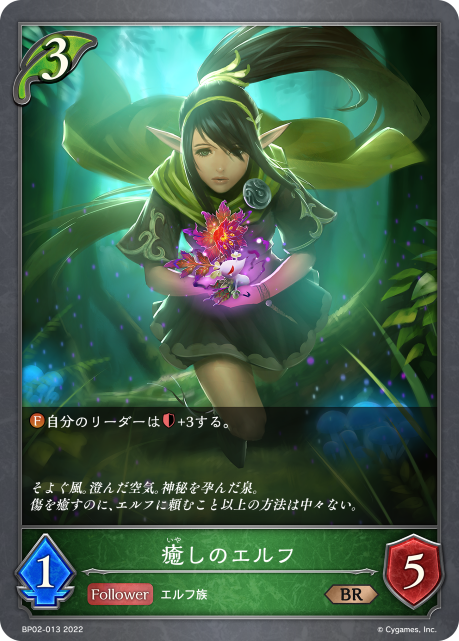 3
F 自分のリーダーは+3する。
そよぐ風。澄んだ空気。神秘を孕んだ泉。
傷を癒すのに、エルフに頼むこと以上の方法は中々ない。
いや
癒しのエルフ
1
Follower エルフ族
BR
5
BP02-013 2022
© Cygames, Inc.